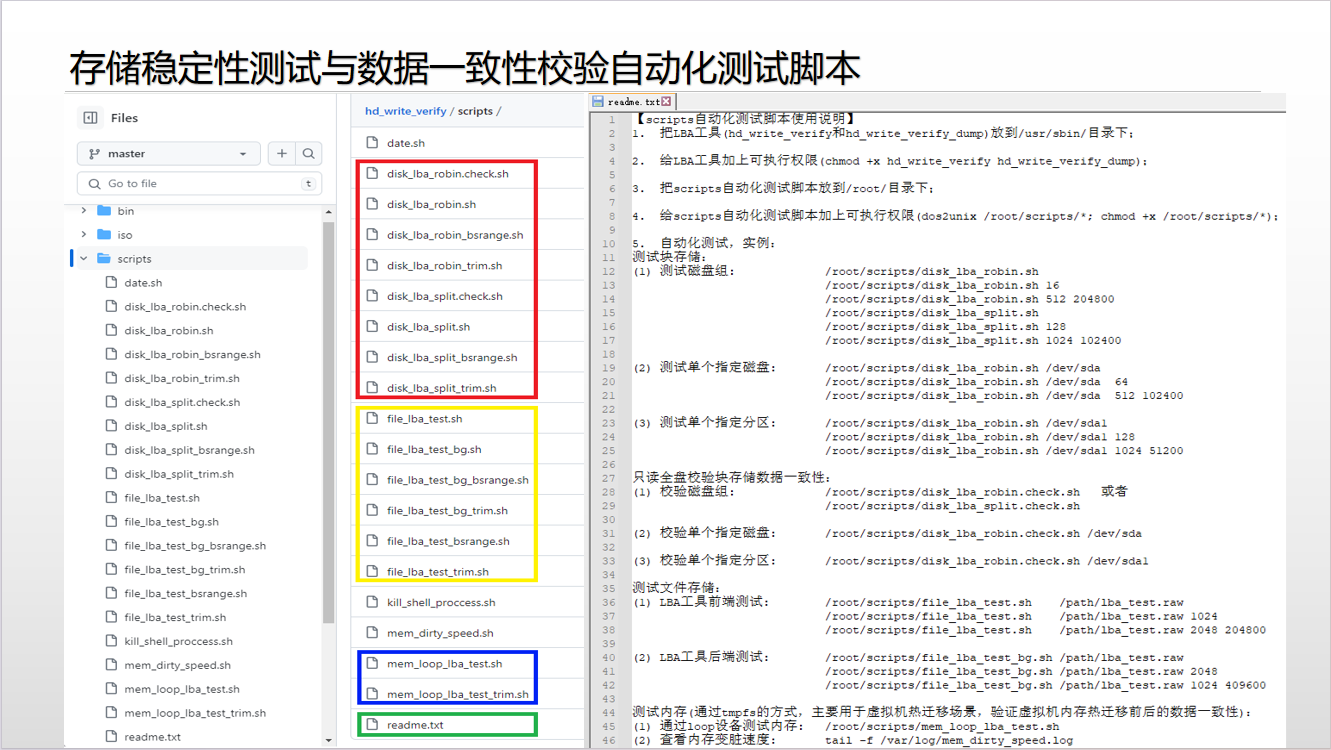 存储稳定性测试与数据一致性校验自动化测试脚本
Files
master
Go to file
t
bin
iso
scripts
date.sh
disk_lba_robin.check.sh
disk_lba_robin.sh
disk_lba_robin_bsrange.sh
disk_lba_robin_trim.sh
disk_lba_split.check.sh
disk_lba_split.sh
disk_lba_split_bsrange.sh
disk_lba_split_trim.sh
file_lba_test.sh
file_lba_test_bg.sh
file_lba_test_bg_bsrange.sh
file_lba_test_bg_trim.sh
file_lba_test_bsrange.sh
file_lba_test_trim.sh
kill_shell_proccess.sh
mem_dirty_speed.sh
mem_loop_lba_test.sh
mem_loop_lba_test_trim.sh
readme.txt
hd_write_verify / scripts /
date.sh
disk_lba_robin.check.sh
disk_lba_robin.sh
disk_lba_robin_bsrange.sh
disk_lba_robin_trim.sh
disk_lba_split.check.sh
disk_lba_split.sh
disk_lba_split_bsrange.sh
disk_lba_split_trim.sh
file_lba_test.sh
file_lba_test_bg.sh
file_lba_test_bg_bsrange.sh
file_lba_test_bg_trim.sh
file_lba_test_bsrange.sh
file_lba_test_trim.sh
kill_shell_proccess.sh
mem_dirty_speed.sh
mem_loop_lba_test.sh
mem_loop_lba_test_trim.sh
readme.txt
readme.txt
1 【scripts自动化测试脚本使用说明】
2 1. 把LBA工具(hd_write_verify和hd_write_verify_dump)放到/usr/sbin/目录下;
3
4 2. 给LBA工具加上可执行权限(chmod +x hd_write_verify hd_write_verify_dump);
5
6 3. 把scripts自动化测试脚本放到/root/目录下;
7
8 4. 给scripts自动化测试脚本加上可执行权限(dos2unix /root/scripts/*; chmod +x /root/scripts/*);
9
10 5. 自动化测试, 实例:
11 测试块存储:
12 (1) 测试磁盘组: /root/scripts/disk_lba_robin.sh
13 /root/scripts/disk_lba_robin.sh 16
14 /root/scripts/disk_lba_robin.sh 512 204800
15 /root/scripts/disk_lba_split.sh
16 /root/scripts/disk_lba_split.sh 128
17 /root/scripts/disk_lba_split.sh 1024 102400
18
19 (2) 测试单个指定磁盘: /root/scripts/disk_lba_robin.sh /dev/sda
20 /root/scripts/disk_lba_robin.sh /dev/sda 64
21 /root/scripts/disk_lba_robin.sh /dev/sda 512 102400
22
23 (3) 测试单个指定分区: /root/scripts/disk_lba_robin.sh /dev/sda1
24 /root/scripts/disk_lba_robin.sh /dev/sda1 128
25 /root/scripts/disk_lba_robin.sh /dev/sda1 1024 51200
26
27 只读全盘校验块存储数据一致性:
28 (1) 校验磁盘组: /root/scripts/disk_lba_robin.check.sh 或者
29 /root/scripts/disk_lba_split.check.sh
30
31 (2) 校验单个指定磁盘: /root/scripts/disk_lba_robin.check.sh /dev/sda
32
33 (3) 校验单个指定分区: /root/scripts/disk_lba_robin.check.sh /dev/sda1
34
35 测试文件存储:
36 (1) LBA工具前端测试: /root/scripts/file_lba_test.sh /path/lba_test.raw
37 /root/scripts/file_lba_test.sh /path/lba_test.raw 1024
38 /root/scripts/file_lba_test.sh /path/lba_test.raw 2048 204800
39
40 (2) LBA工具后端测试: /root/scripts/file_lba_test_bg.sh /path/lba_test.raw
41 /root/scripts/file_lba_test_bg.sh /path/lba_test.raw 2048
42 /root/scripts/file_lba_test_bg.sh /path/lba_test.raw 1024 409600
43
44 测试内存(通过tmpfs的方式, 主要用于虚拟机热迁移场景, 验证虚拟机内存热迁移前后的数据一致性):
45 (1) 通过loop设备测试内存: /root/scripts/mem_loop_lba_test.sh
46 (2) 查看内存变脏速度: tail -f /var/log/mem_dirty_speed.log